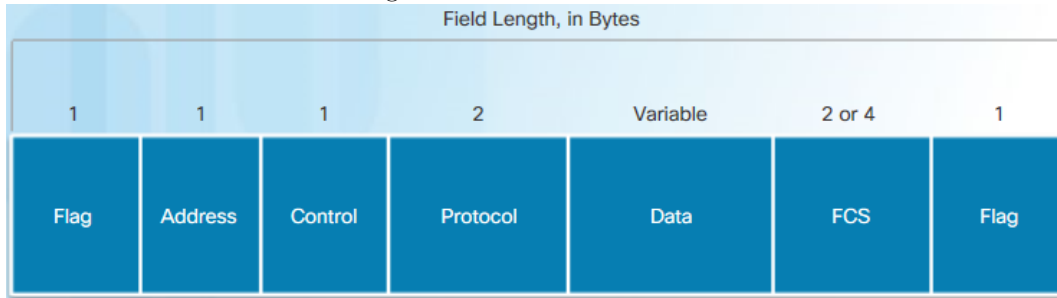 Field Length, in Bytes
1 1 1 2 Variable 2 or 4 1
Flag Address Control Protocol Data FCS Flag